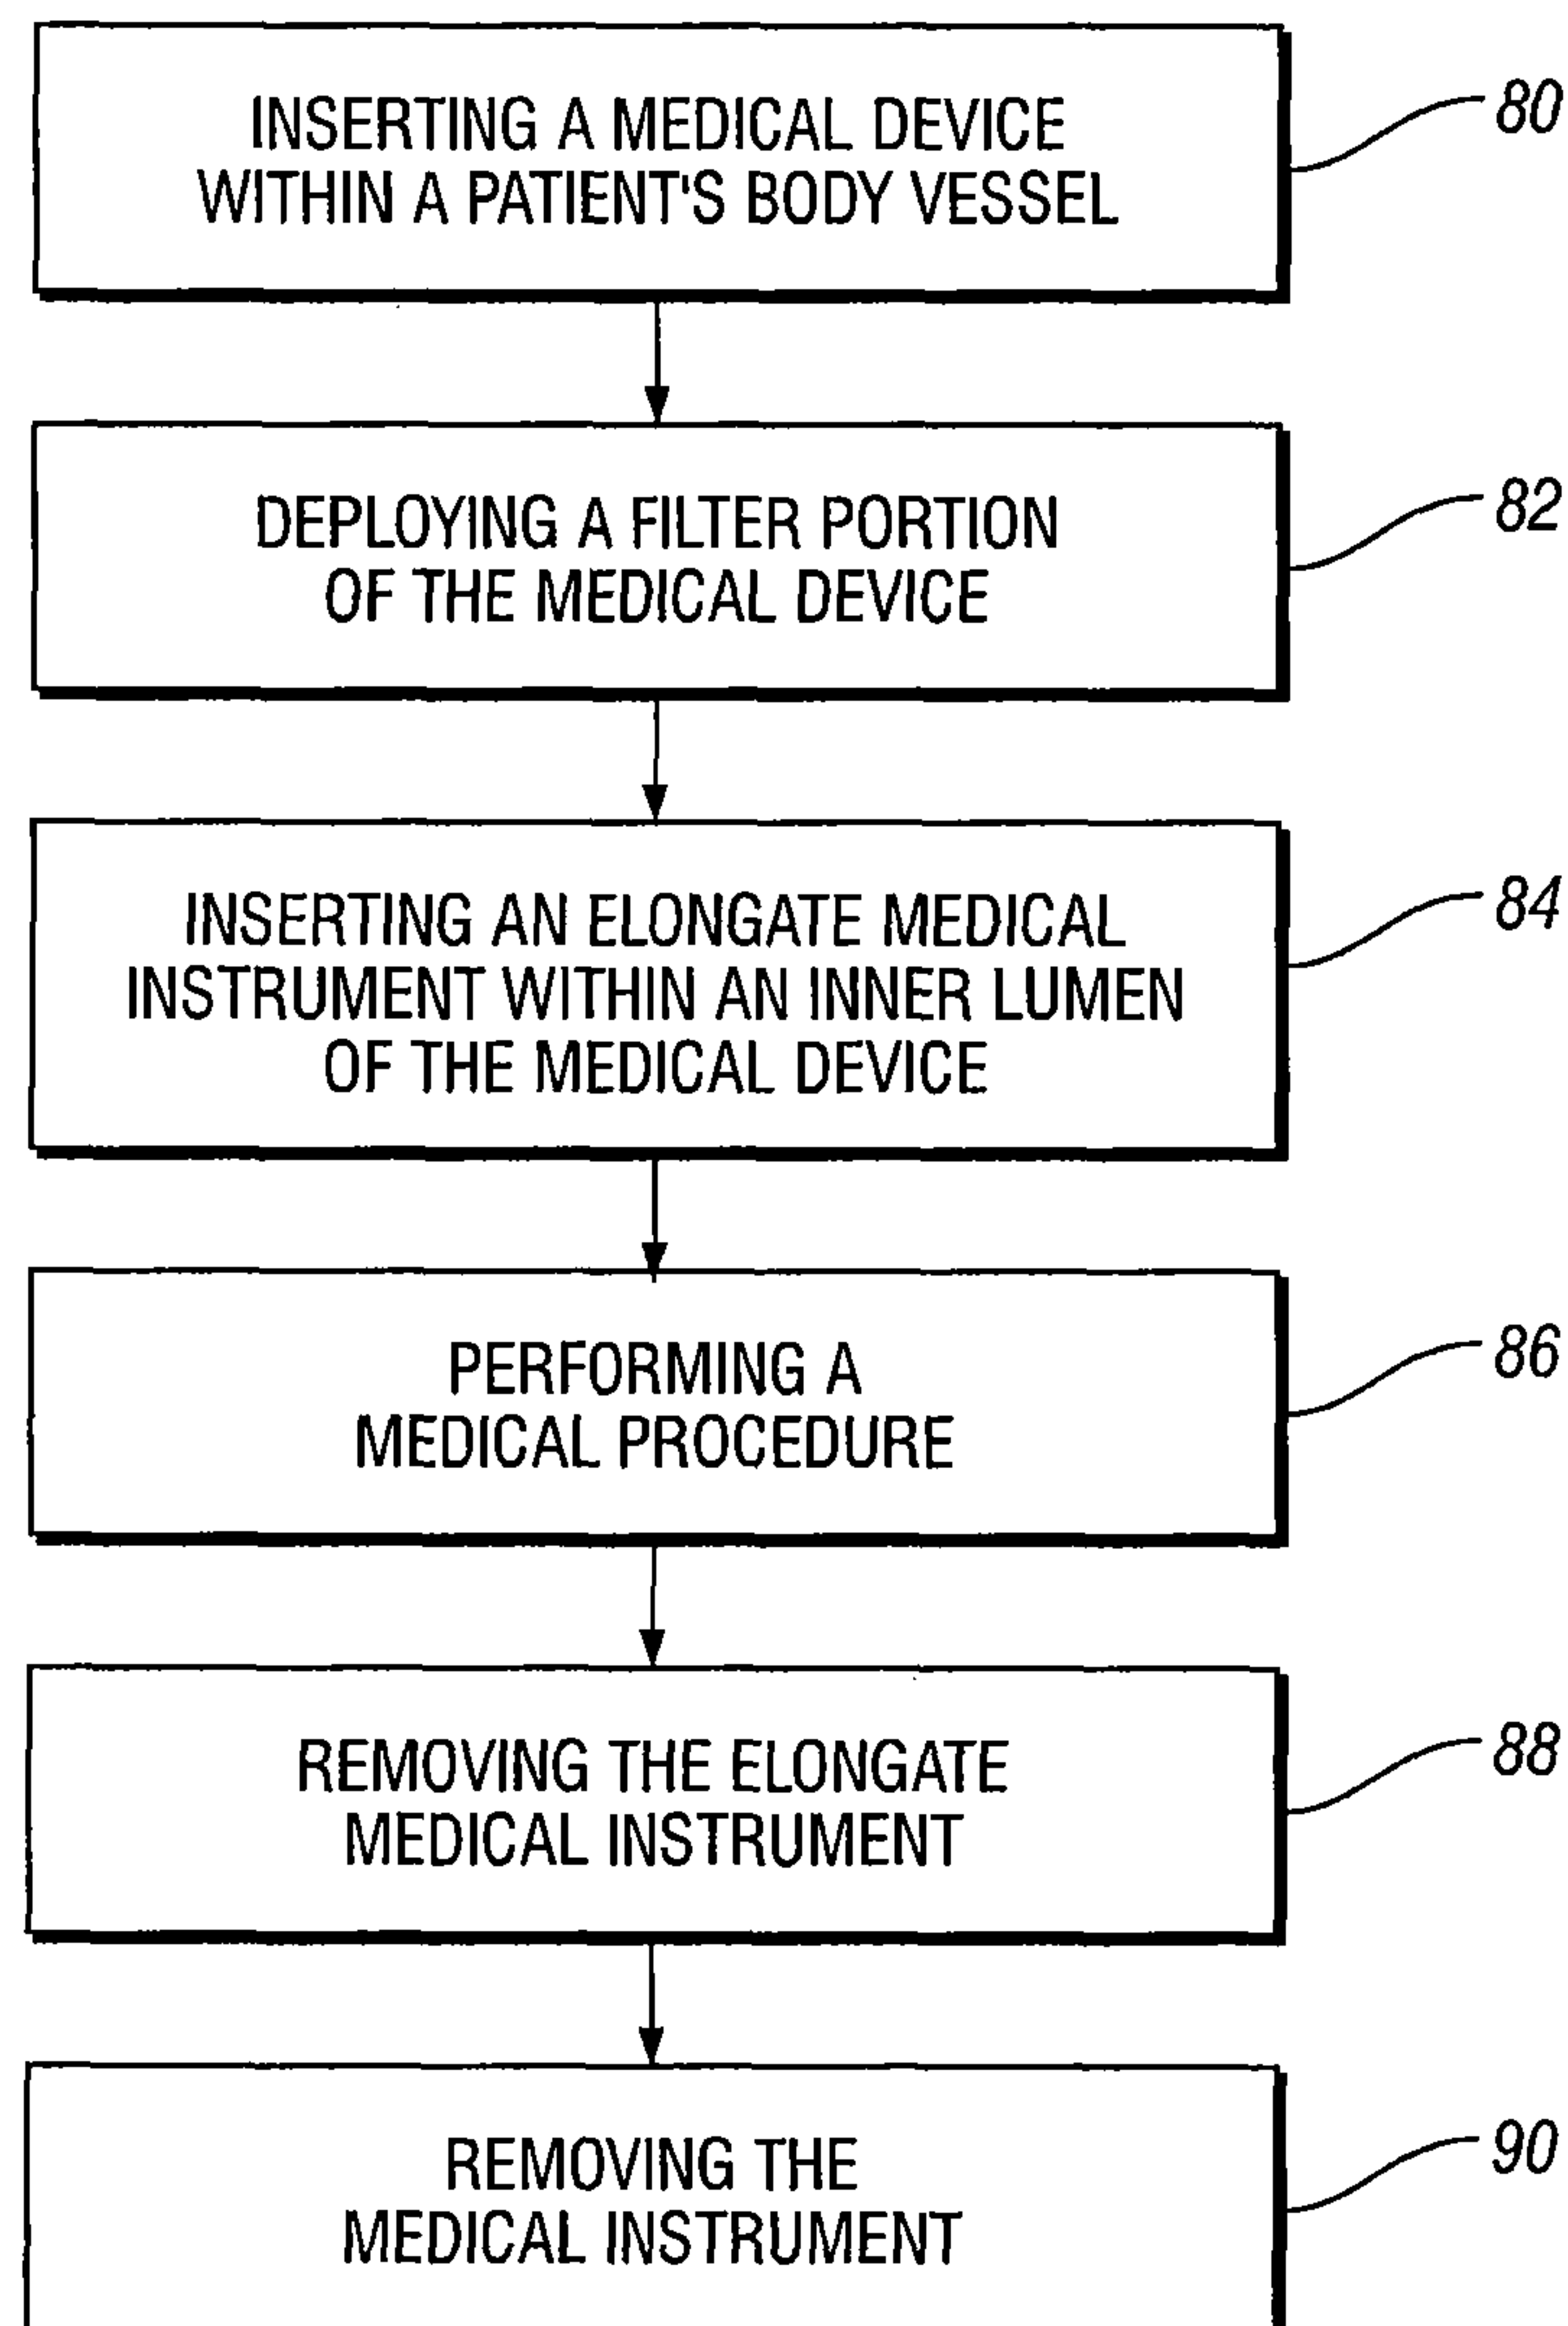 INSERTING A MEDICAL DEVICE
WITHIN A PATIENT'S BODY VESSEL
80
DEPLOYING A FILTER PORTION
OF THE MEDICAL DEVICE
82
INSERTING AN ELONGATE MEDICAL
INSTRUMENT WITHIN AN INNER LUMEN
OF THE MEDICAL DEVICE
84
PERFORMING A
MEDICAL PROCEDURE
86
REMOVING THE ELONGATE
MEDICAL INSTRUMENT
88
REMOVING THE
MEDICAL INSTRUMENT
90